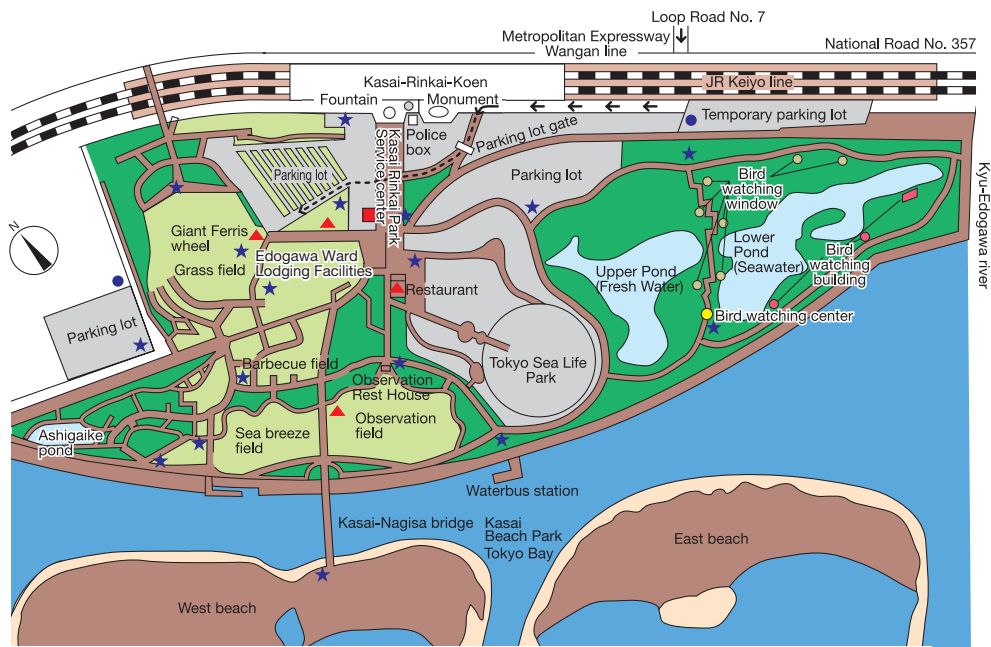 Loop Road No. 7
Metropolitan Expressway
Wangan line
National Road No. 357
JR Keiyo line
Kasai-Rinkai-Koen
Fountain
Monument
Police
box
Kasai Rinkai Park
Service center
Parking lot gate
Temporary parking lot
Parking lot
Parking lot
Bird
watching
window
Kyu-Edogawa river
N
Giant Ferris
wheel
Grass field
Edogawa Ward
Lodging Facilities
Upper Pond
(Fresh Water)
Lower
Pond
(Seawater)
Bird
watching
building
Restaurant
Bird watching center
Parking lot
Tokyo Sea Life
Park
Barbecue field
Observation
Rest House
Observation
field
Sea breeze
field
Ashigaike
pond
Waterbus station
Kasai-Nagisa bridge
Kasai
Beach Park
Tokyo Bay
East beach
West beach